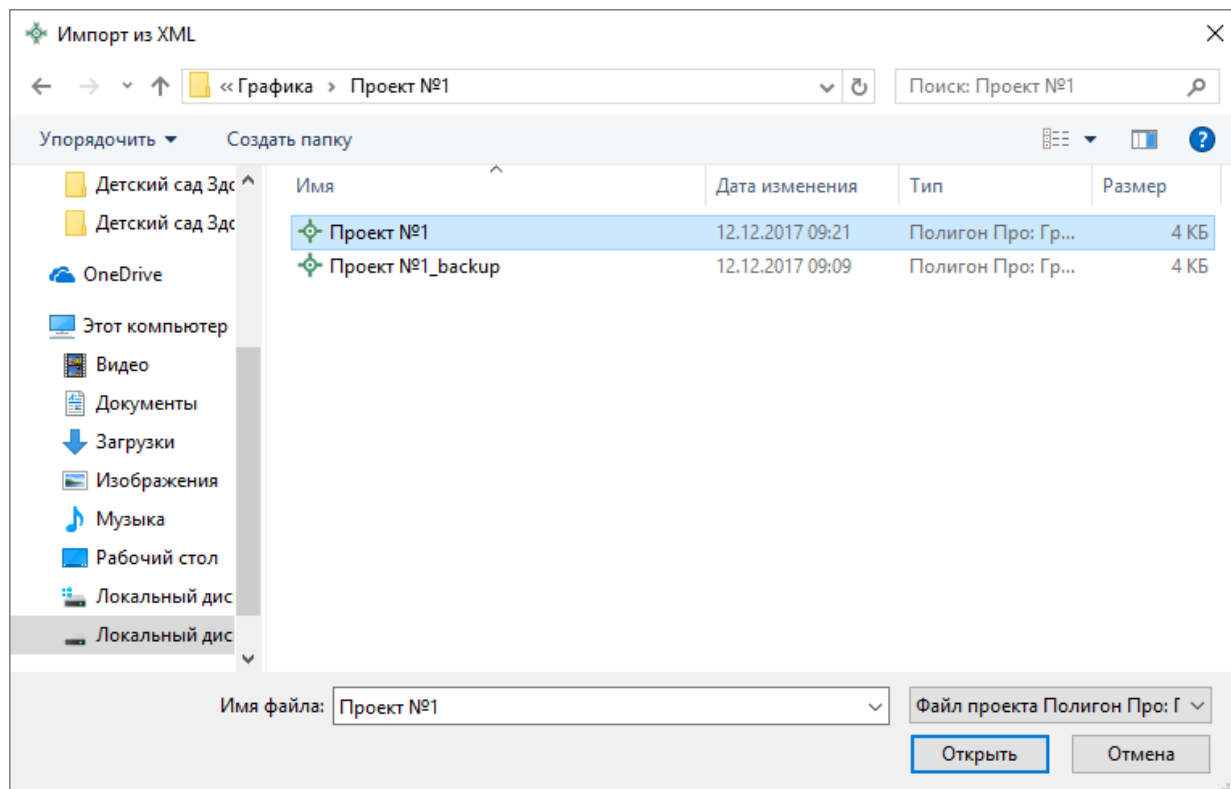 Импорт из XML
« Графика › Проект №1
Поиск: Проект №1
Упорядочить
Создать папку
Детский сад Здс
Детский сад Здс
OneDrive
Этот компьютер
Видео
Документы
Загрузки
Изображения
Музыка
Рабочий стол
Локальный дис
Локальный дис
Имя Дата изменения Тип Размер
Проект №1 12.12.2017 09:21 Полигон Про: Гр... 4 КБ
Проект №1_backup 12.12.2017 09:09 Полигон Про: Гр... 4 КБ
Имя файла: Проект №1
Файл проекта Полигон Про: Г
Открыть Отмена